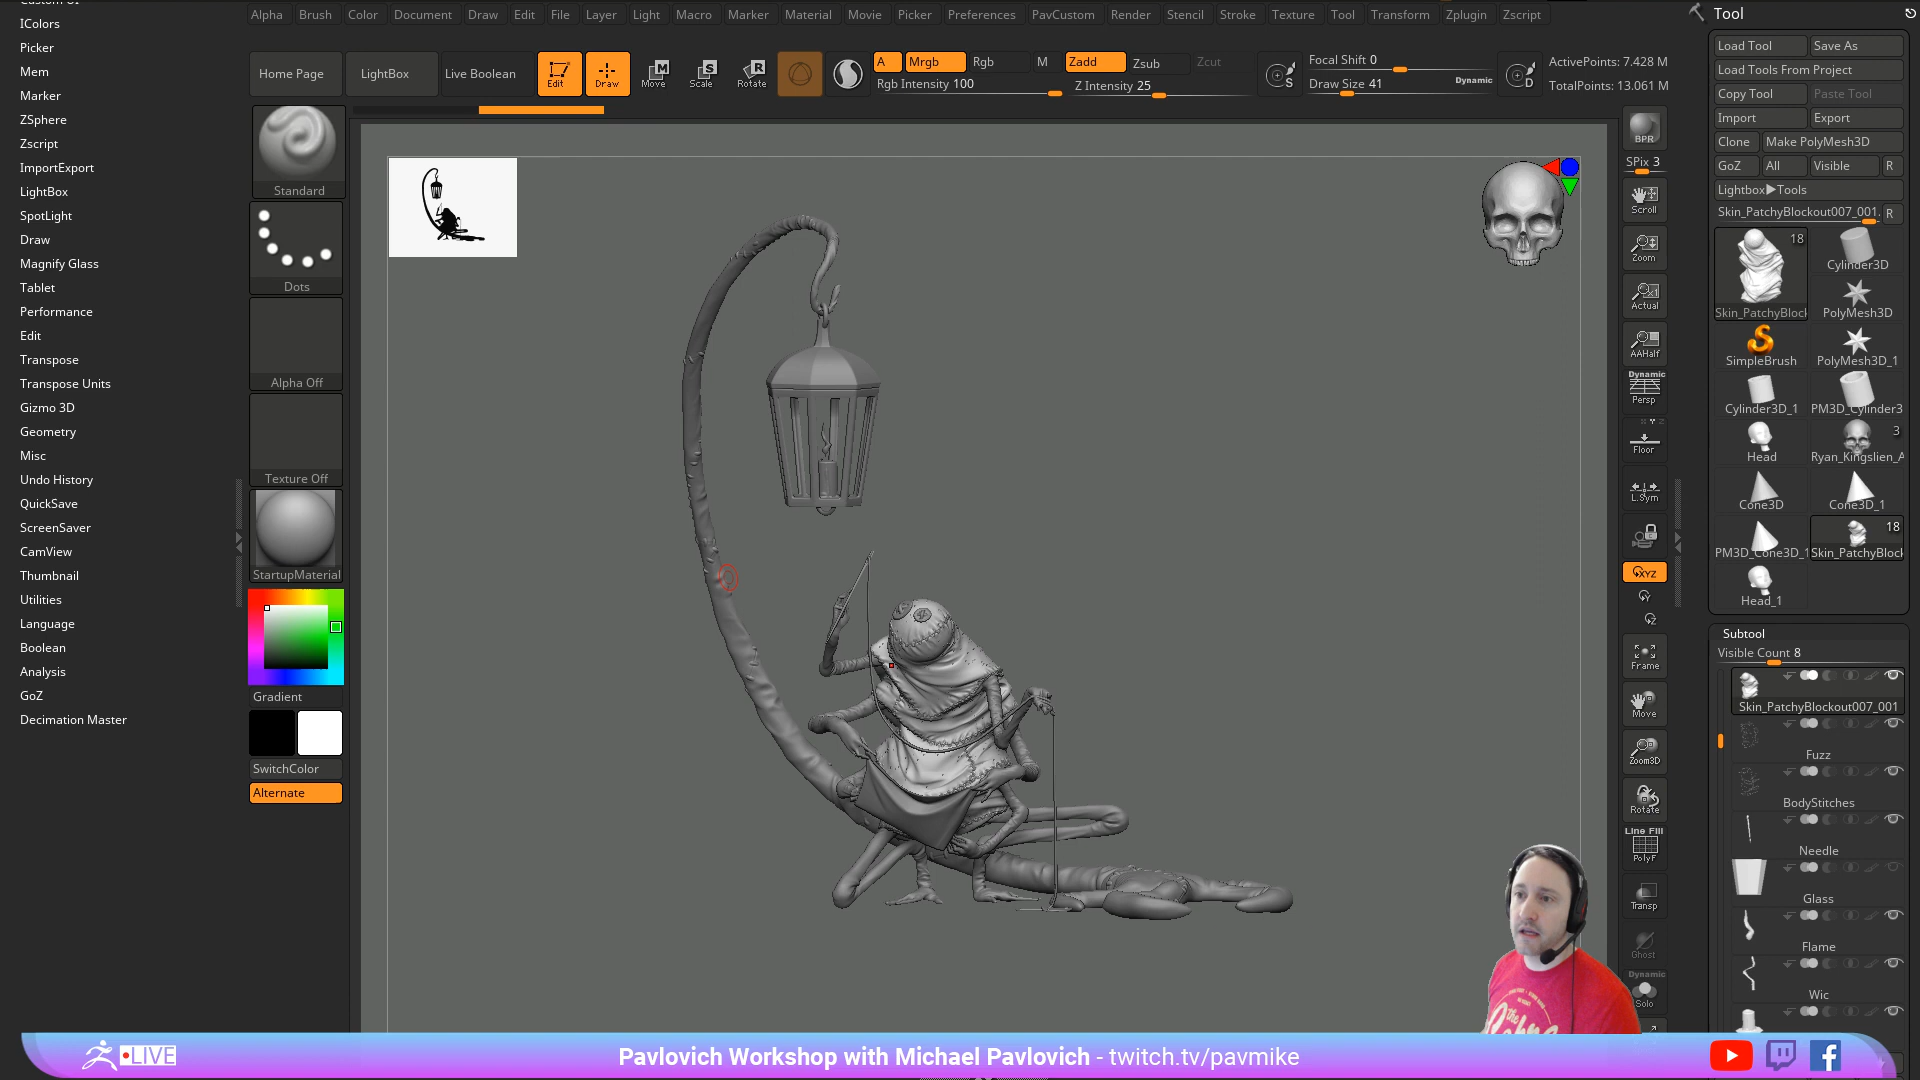 Alpha Brush Color Document Draw Edit File Layer Light Macro Marker Material Movie Picker Preferences PavCustom Render Stencil Stroke Texture Tool Transform Zplugin Zscript
IColors
Picker
Mem
Marker
ZSphere
Zscript
ImportExport
LightBox
SpotLight
Draw
Magnify Glass
Tablet
Performance
Edit
Transpose
Transpose Units
Gizmo 3D
Geometry
Misc
Undo History
QuickSave
ScreenSaver
CamView
Thumbnail
Utilities
Language
Boolean
Analysis
GoZ
Decimation Master
Home Page
LightBox
Live Boolean
Edit
Draw
Move
Scale
Rotate
A Mrgb Rgb M
Rgb Intensity 100
Zadd Zsub Zcut
Z Intensity 25
Focal Shift 0
Draw Size 41 Dynamic
ActivePoints: 7.428 M
TotalPoints: 13.061 M
Standard
Dots
Alpha Off
Texture Off
StartupMaterial
Gradient
SwitchColor
Alternate
BPR
SPix 3
Scroll
Zoom
Actual
AAHalf
Dynamic
Persp
Floor
L.Sym
XYZ
Frame
Move
Zoom3D
Rotate
Line Fill
PolyF
Transp
Ghost
Dynamic
Solo
Tool
Load Tool Save As
Load Tools From Project
Copy Tool Paste Tool
Import Export
Clone Make PolyMesh3D
GoZ All Visible R
Lightbox▶Tools
Skin_PatchyBlockout007_001. R
18
Skin_PatchyBlock
Cylinder3D
PolyMesh3D
SimpleBrush PolyMesh3D_1
Cylinder3D_1 PM3D_Cylinder3
3
Head Ryan_Kingslien_A
Cone3D Cone3D_1
18
PM3D_Cone3D_1 Skin_PatchyBlock
Head_1
Subtool
Visible Count 8
Skin_PatchyBlockout007_001
Fuzz
BodyStitches
Needle
Glass
Flame
Wic
LIVE
Pavlovich Workshop with Michael Pavlovich - twitch.tv/pavmike